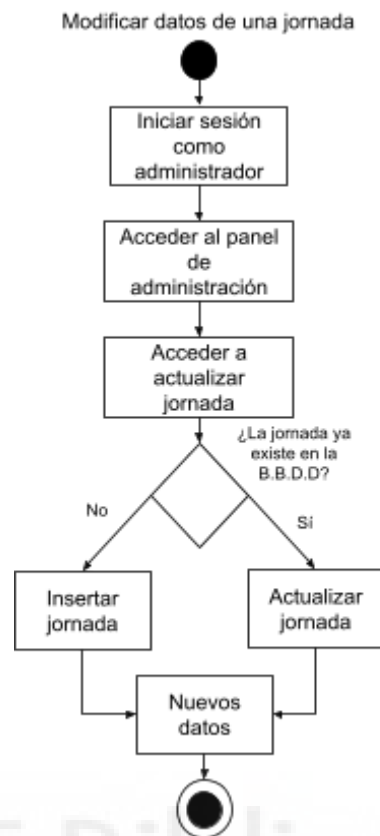 Modificar datos de una jornada
Iniciar sesión
como
administrador
Acceder al panel
de
administración
Acceder a
actualizar
jornada
¿La jornada ya
existe en la
B.B.D.D?
No
Sí
Insertar
jornada
Actualizar
jornada
Nuevos
datos